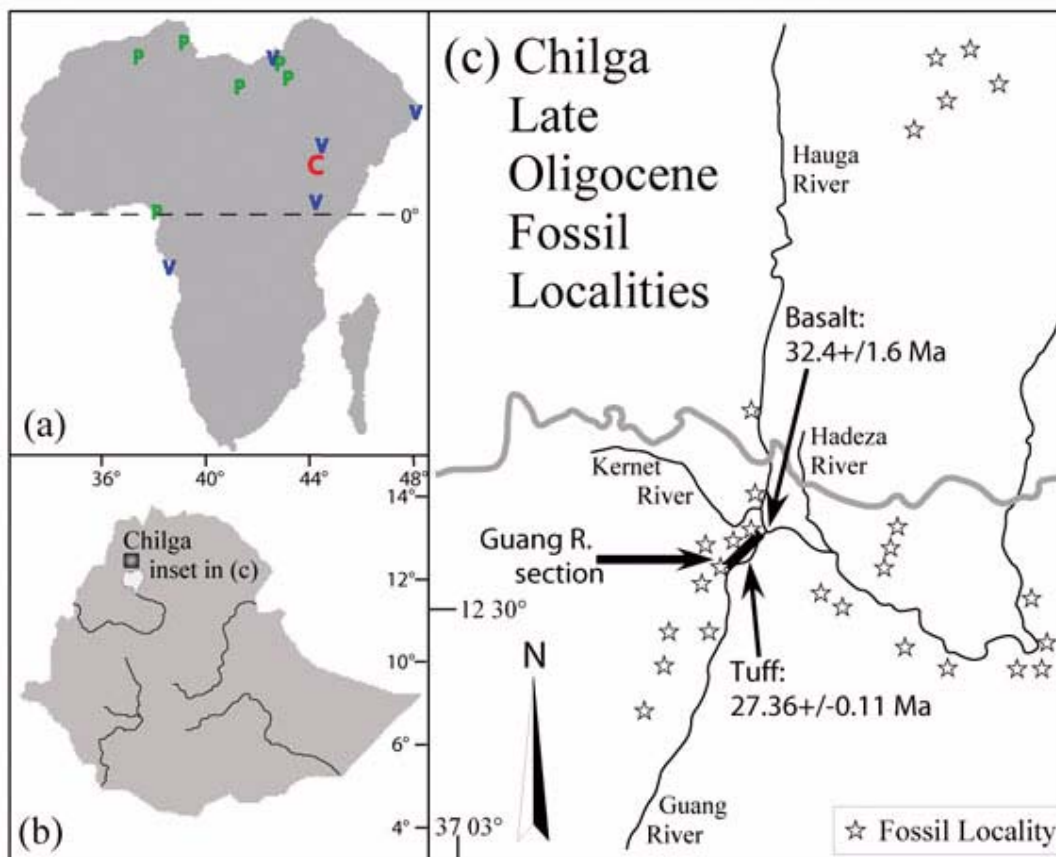 P
P
V
P
P
P
V
V
C
V
P
0°
V
(a)
36°
40°
44°
48°
14°
12°
10°
6°
4°
Chilga
inset in (c)
(b)
(c) Chilga
Late
Oligocene
Fossil
Localities
Hauga
River
Basalt:
32.4+/1.6 Ma
Hadeza
River
Kernet
River
Guang R.
section
12 30°
N
Tuff:
27.36+/-0.11 Ma
Guang
River
37 03°
Fossil Locality